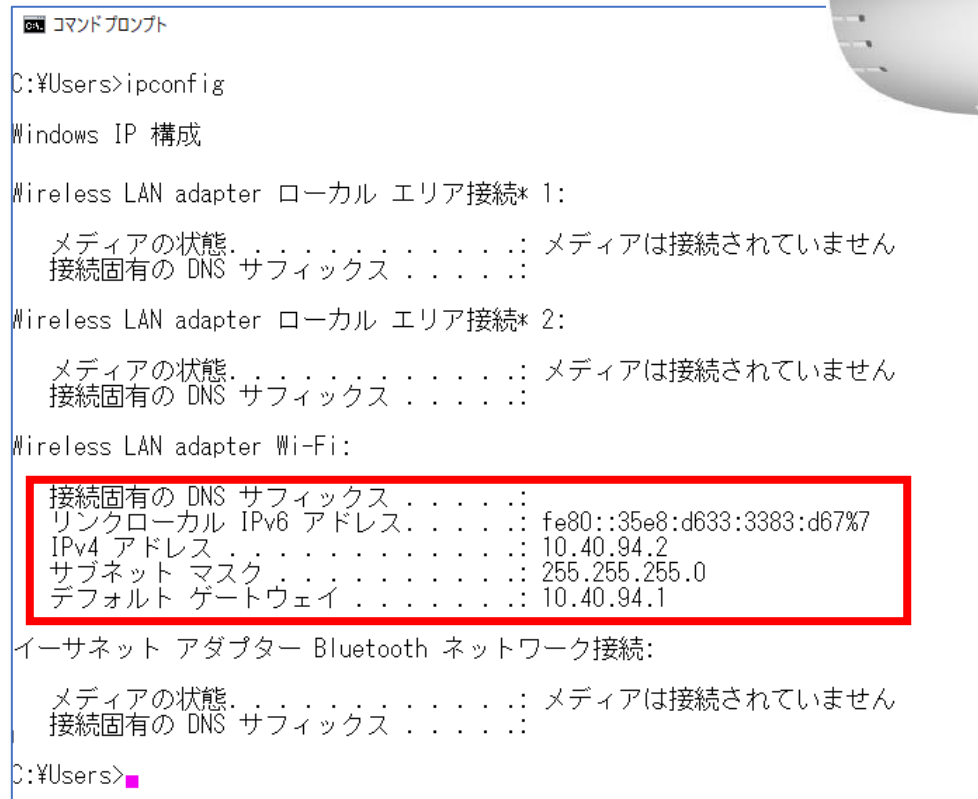 コマンド プロンプト
C:¥Users>ipconfig
Windows IP 構成
Wireless LAN adapter ローカル エリア接続* 1:
メディアの状態. . . . . . . . . . . .: メディアは接続されていません
接続固有の DNS サフィックス . . . . .:
Wireless LAN adapter ローカル エリア接続* 2:
メディアの状態. . . . . . . . . . . .: メディアは接続されていません
接続固有の DNS サフィックス . . . . .:
Wireless LAN adapter Wi-Fi:
接続固有の DNS サフィックス . . . . .:
リンクローカル IPv6 アドレス. . . . .: fe80::35e8:d633:3383:d67%7
IPv4 アドレス . . . . . . . . . . . .: 10.40.94.2
サブネット マスク . . . . . . . . . .: 255.255.255.0
デフォルト ゲートウェイ . . . . . . .: 10.40.94.1
イーサネット アダプター Bluetooth ネットワーク接続:
メディアの状態. . . . . . . . . . . .: メディアは接続されていません
接続固有の DNS サフィックス . . . . .:
C:¥Users>